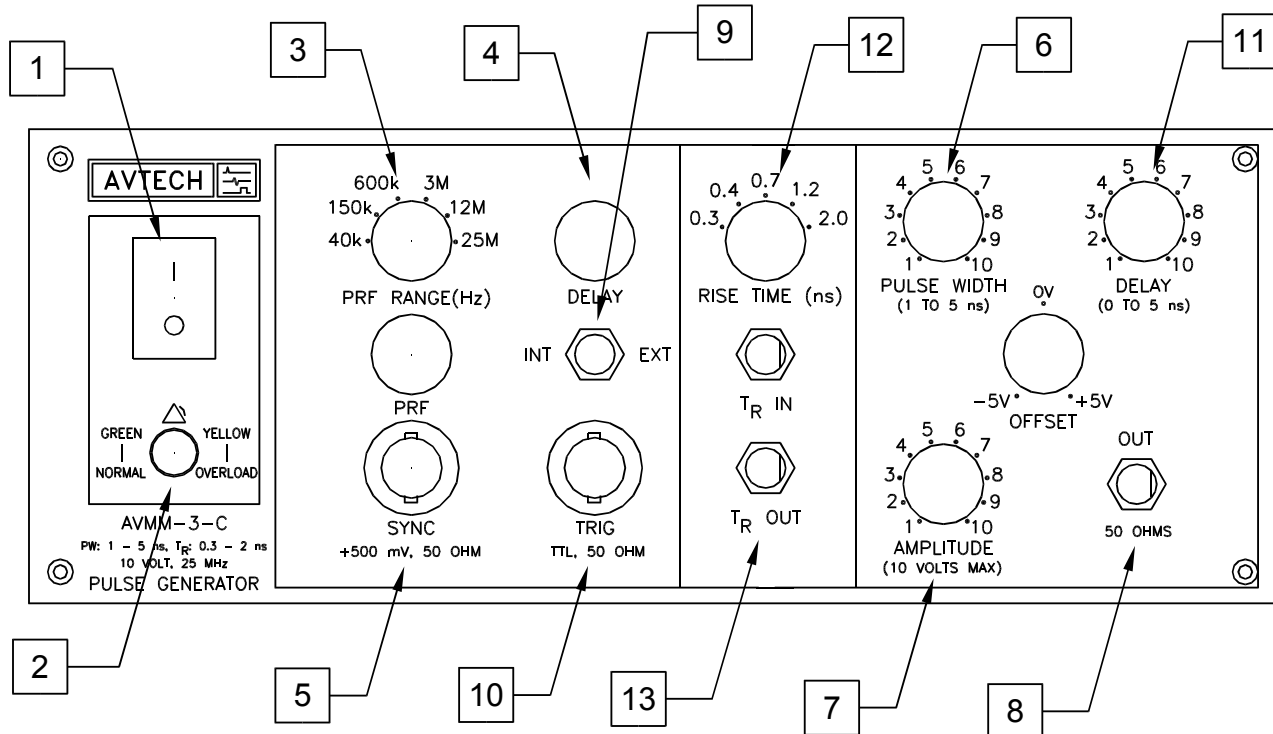 1
3
4
9
12
6
11
AVTECH
GREEN
YELLOW
NORMAL
OVERLOAD
AVMM-3-C
PW: 1 - 5 ns, TR: 0.3 - 2 ns
10 VOLT, 25 MHz
PULSE GENERATOR
40k
150k
600k
3M
12M
25M
PRF RANGE(Hz)
PRF
SYNC
+500 mV, 50 OHM
DELAY
INT
EXT
TRIG
TTL, 50 OHM
0.3
0.4
0.7
1.2
2.0
RISE TIME (ns)
TR IN
TR OUT
1
2
3
4
5
6
7
8
9
10
PULSE WIDTH
(1 TO 5 ns)
1
2
3
4
5
6
7
8
9
10
DELAY
(0 TO 5 ns)
0V
-5V
+5V
OFFSET
1
2
3
4
5
6
7
8
9
10
AMPLITUDE
(10 VOLTS MAX)
OUT
50 OHMS
2
5
10
13
7
8